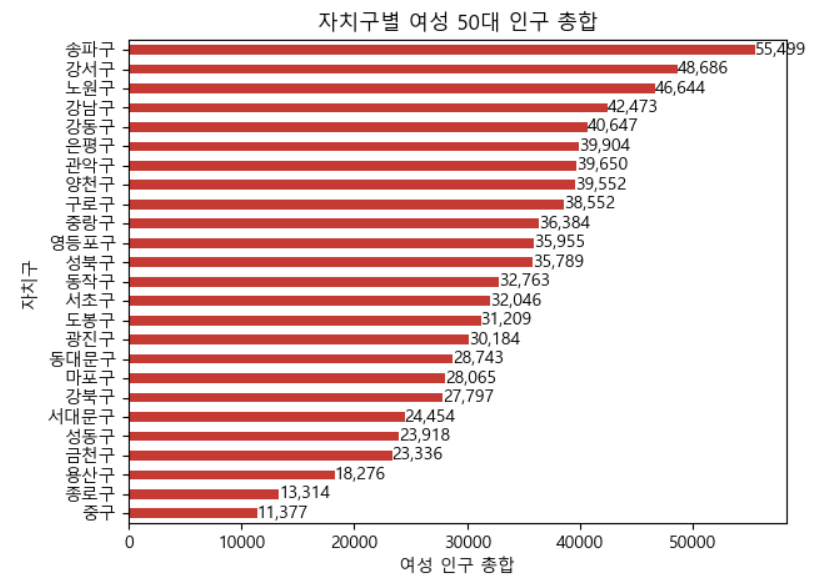 자치구별 여성 50대 인구 총합
자치구
송파구 55,499
강서구 48,686
노원구 46,644
강남구 42,473
강동구 40,647
은평구 39,904
관악구 39,650
양천구 39,552
구로구 38,552
중랑구 36,384
영등포구 35,955
성북구 35,789
동작구 32,763
서초구 32,046
도봉구 31,209
광진구 30,184
동대문구 28,743
마포구 28,065
강북구 27,797
서대문구 24,454
성동구 23,918
금천구 23,336
용산구 18,276
종로구 13,314
중구 11,377
0 10000 20000 30000 40000 50000
여성 인구 총합